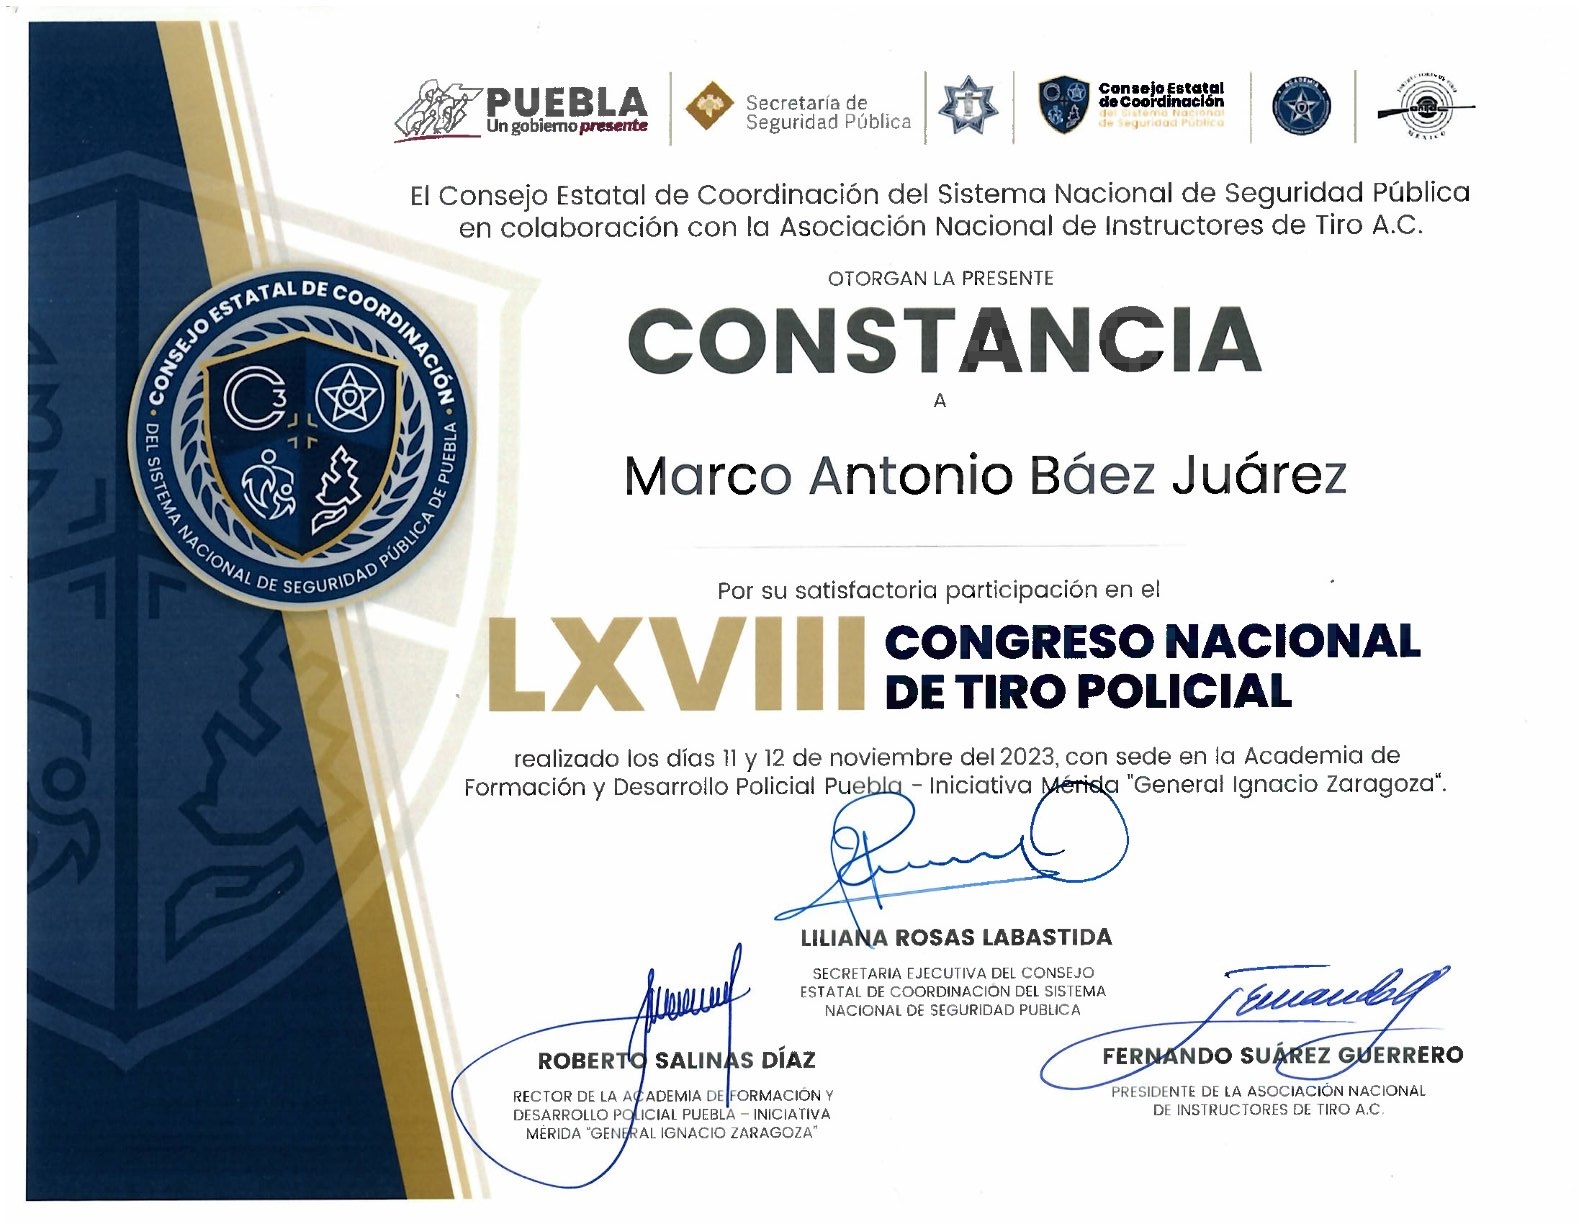 PUEBLA
Un gobierno presente
Secretaría de
Seguridad Pública
Consejo Estatal
de Coordinación
del Sistema Nacional
de Seguridad Pública
El Consejo Estatal de Coordinación del Sistema Nacional de Seguridad Pública
en colaboración con la Asociación Nacional de Instructores de Tiro A.C.
OTORGAN LA PRESENTE
CONSTANCIA
A
CONSEJO ESTATAL DE COORDINACIÓN
DEL SISTEMA NACIONAL DE SEGURIDAD PÚBLICA DE PUEBLA
C3
Marco Antonio Báez Juárez
Por su satisfactoria participación en el
LXVIII CONGRESO NACIONAL
DE TIRO POLICIAL
realizado los días 11 y 12 de noviembre del 2023, con sede en la Academia de
Formación y Desarrollo Policial Puebla - Iniciativa Mérida "General Ignacio Zaragoza".
LILIANA ROSAS LABASTIDA
SECRETARIA EJECUTIVA DEL CONSEJO
ESTATAL DE COORDINACIÓN DEL SISTEMA
NACIONAL DE SEGURIDAD PUBLICA
ROBERTO SALINAS DÍAZ
RECTOR DE LA ACADEMIA DE FORMACIÓN Y
DESARROLLO POLICIAL PUEBLA – INICIATIVA
MÉRIDA "GENERAL IGNACIO ZARAGOZA"
FERNANDO SUÁREZ GUERRERO
PRESIDENTE DE LA ASOCIACIÓN NACIONAL
DE INSTRUCTORES DE TIRO A.C.